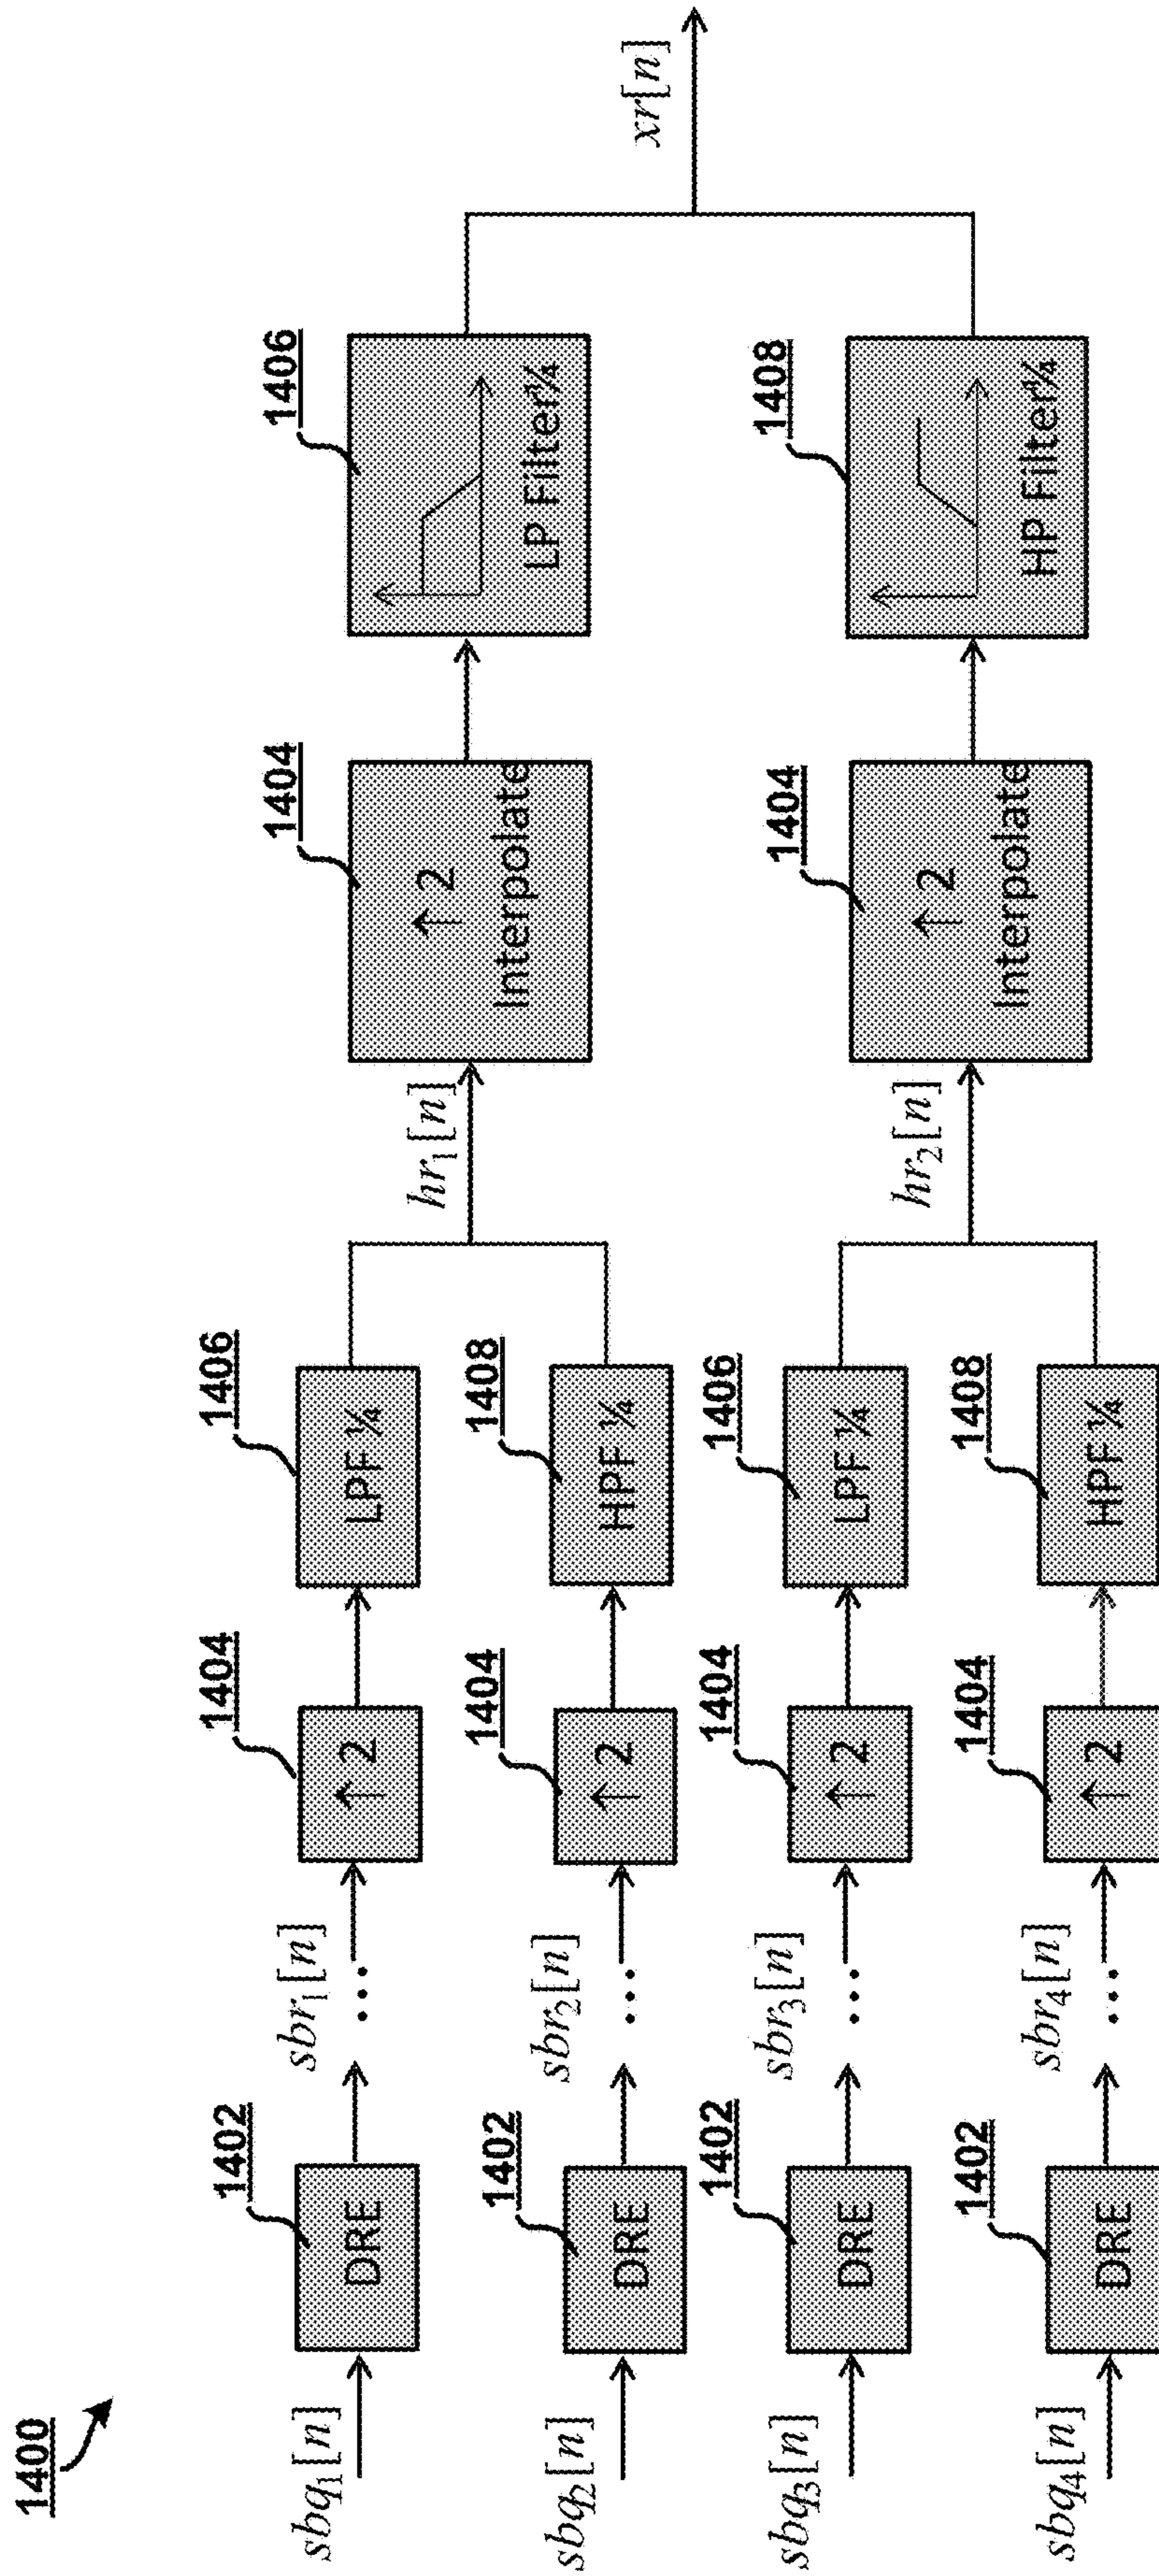 1400
sbq₁[n]
1402
DRE
sbr₁[n]
...
1404
↑ 2
1406
LPF ¼
sbq₂[n]
1402
DRE
sbr₂[n]
...
1404
↑ 2
1408
HPF ¼
hr₁[n]
1404
↑ 2
Interpolate
1406
LP Filter¼
sbq₃[n]
1402
DRE
sbr₃[n]
...
1404
↑ 2
1406
LPF ¼
sbq₄[n]
1402
DRE
sbr₄[n]
...
1404
↑ 2
1408
HPF ¼
hr₂[n]
1404
↑ 2
Interpolate
1408
HP Filter¼
xr[n]